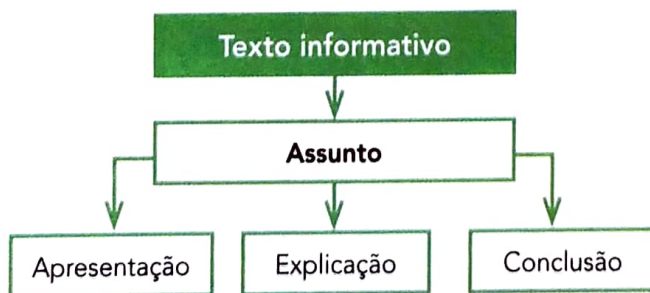 Texto informativo
Assunto
Apresentação
Explicação
Conclusão